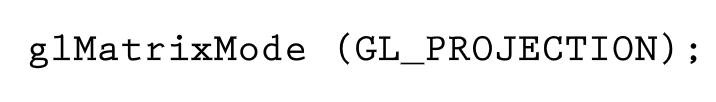 glMatrixMode (GL_PROJECTION);